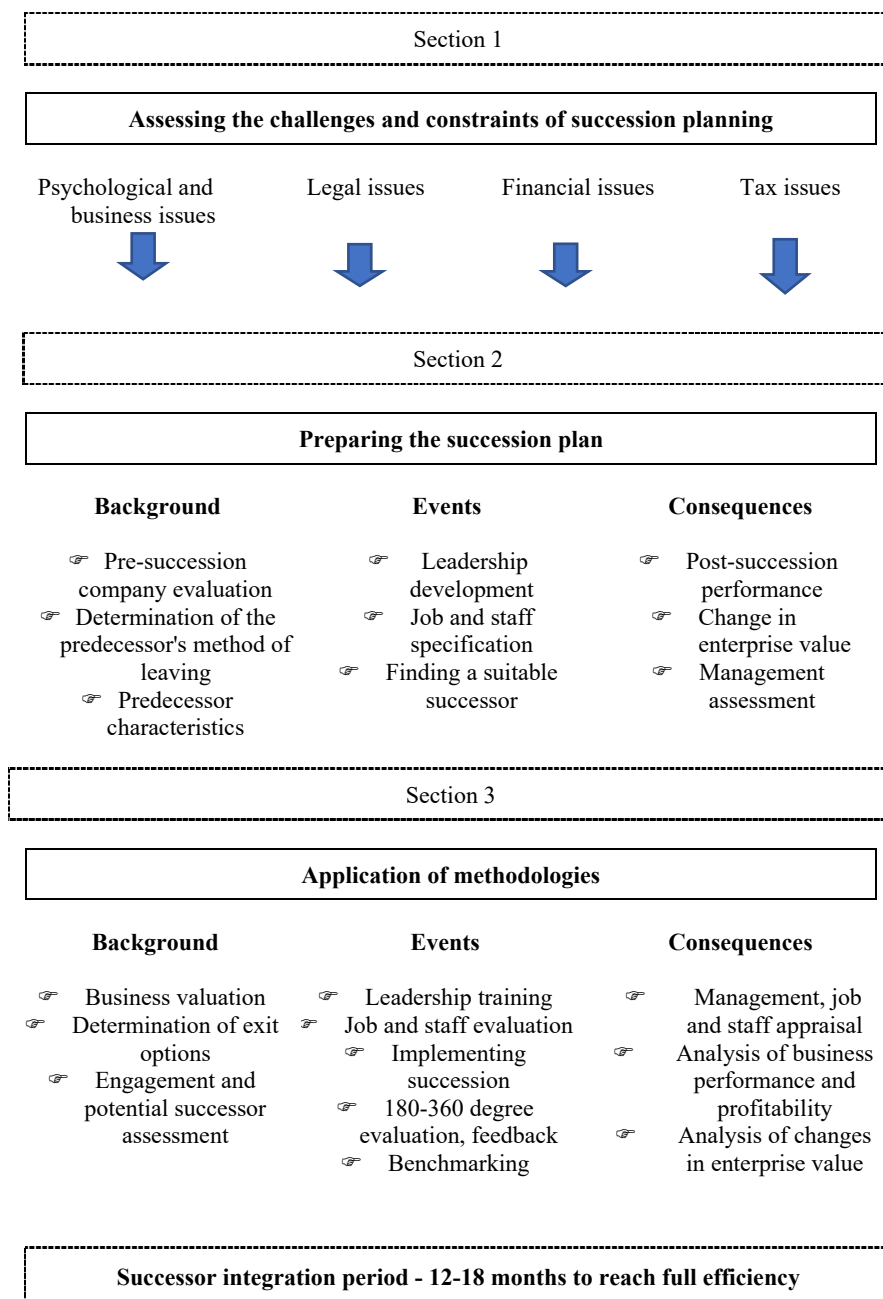 Section 1
Assessing the challenges and constraints of succession planning
Psychological and
business issues
Legal issues
Financial issues
Tax issues
Section 2
Preparing the succession plan
Background
☞ Pre-succession
company evaluation
☞ Determination of the
predecessor's method of
leaving
☞ Predecessor
characteristics
Events
☞ Leadership
development
☞ Job and staff
specification
☞ Finding a suitable
successor
Consequences
☞ Post-succession
performance
☞ Change in
enterprise value
☞ Management
assessment
Section 3
Application of methodologies
Background
☞ Business valuation
☞ Determination of exit
options
☞ Engagement and
potential successor
assessment
Events
☞ Leadership training
☞ Job and staff evaluation
☞ Implementing
succession
☞ 180-360 degree
evaluation, feedback
☞ Benchmarking
Consequences
☞ Management, job
and staff appraisal
☞ Analysis of business
performance and
profitability
☞ Analysis of changes
in enterprise value
Successor integration period - 12-18 months to reach full efficiency